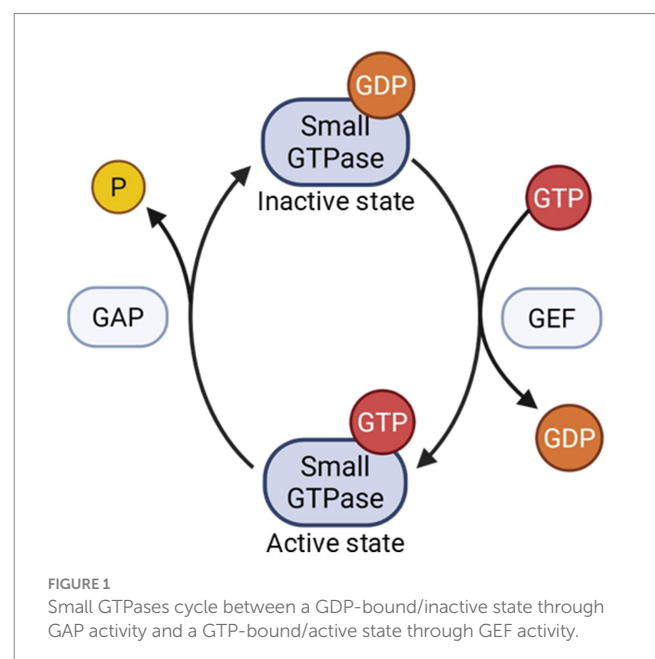 GDP
Small
GTPase
Inactive state
P
GTP
GAP
GEF
GTP
GDP
Small
GTPase
Active state
FIGURE 1
Small GTPases cycle between a GDP-bound/inactive state through
GAP activity and a GTP-bound/active state through GEF activity.